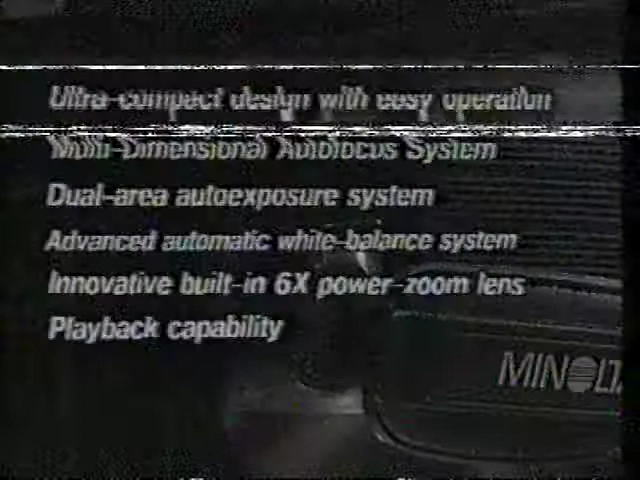 Ultra-compact design with easy operation
Multi-Dimensional Autofocus System
Dual-area autoexposure system
Advanced automatic white-balance system
Innovative built-in 6X power-zoom lens
Playback capability
MINOLTA